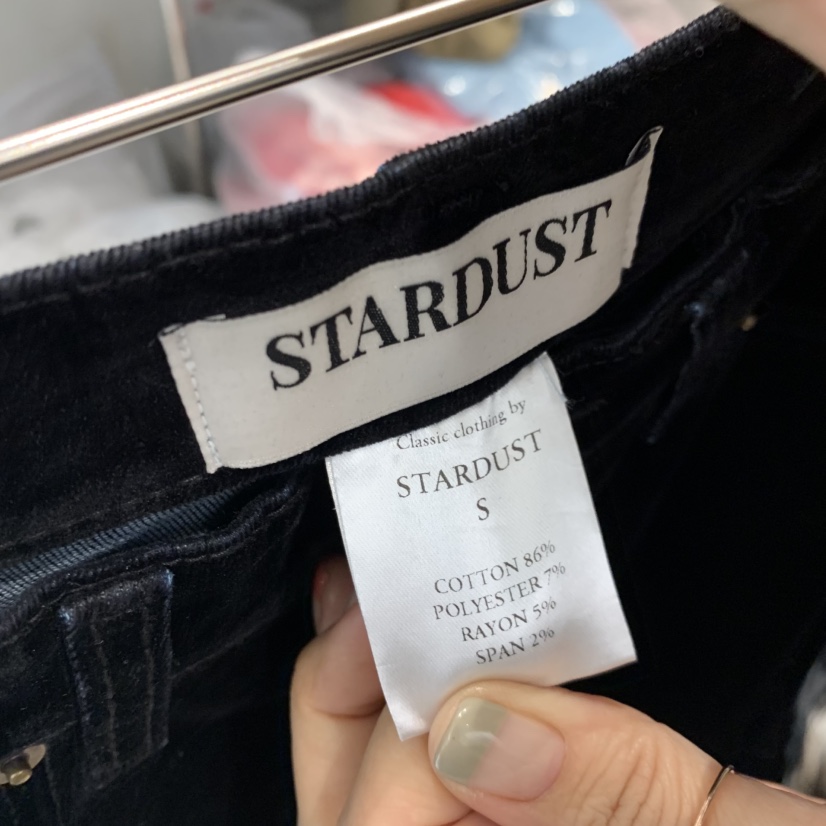 STARDUST
Classic clothing by
STARDUST
S
COTTON 86%
POLYESTER 7%
RAYON 5%
SPAN 2%